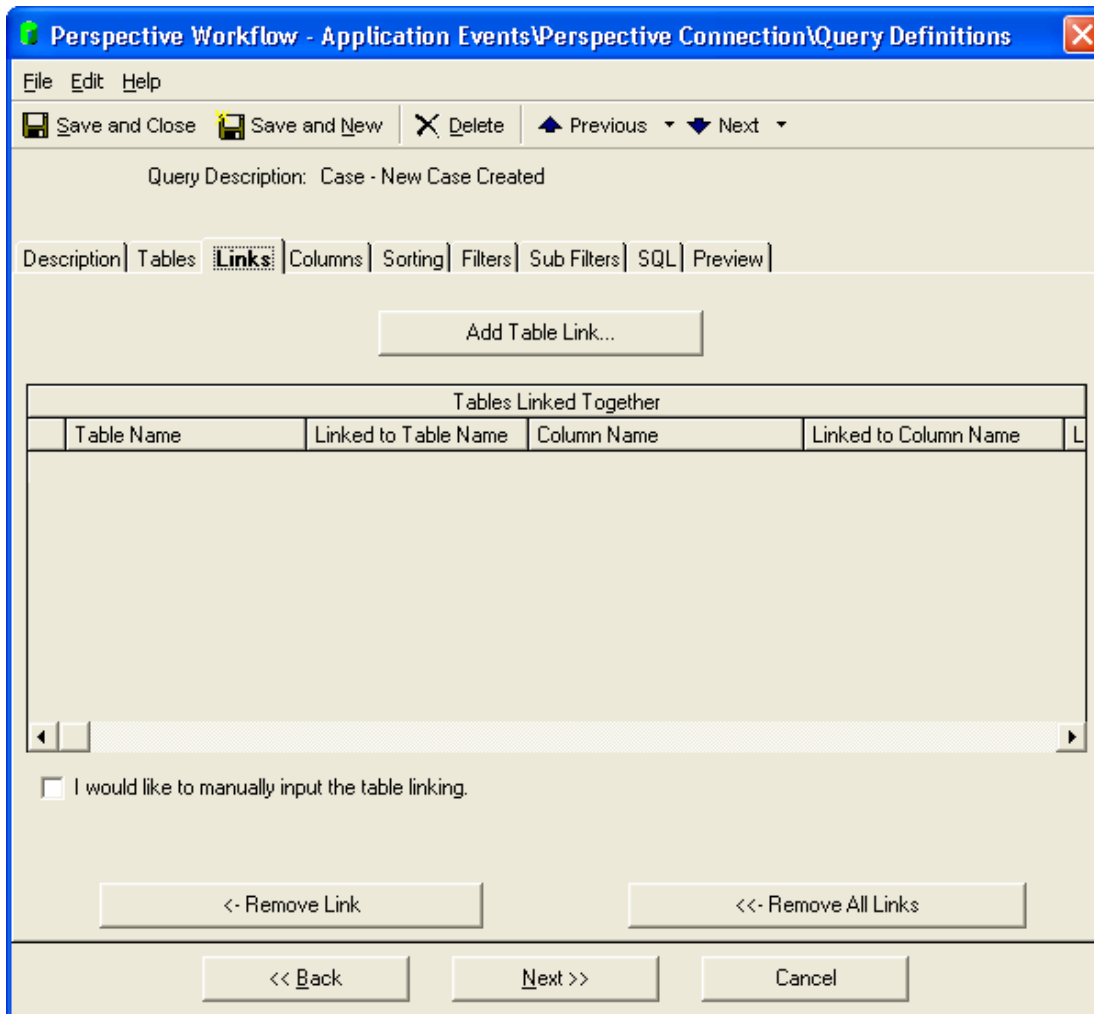 Perspective Workflow - Application Events\Perspective Connection\Query Definitions
File Edit Help
Save and Close Save and New Delete Previous Next
Query Description: Case - New Case Created
Description Tables Links Columns Sorting Filters Sub Filters SQL Preview
Add Table Link...
Tables Linked Together
Table Name Linked to Table Name Column Name Linked to Column Name L
I would like to manually input the table linking.
<- Remove Link <<- Remove All Links
<< Back Next >> Cancel